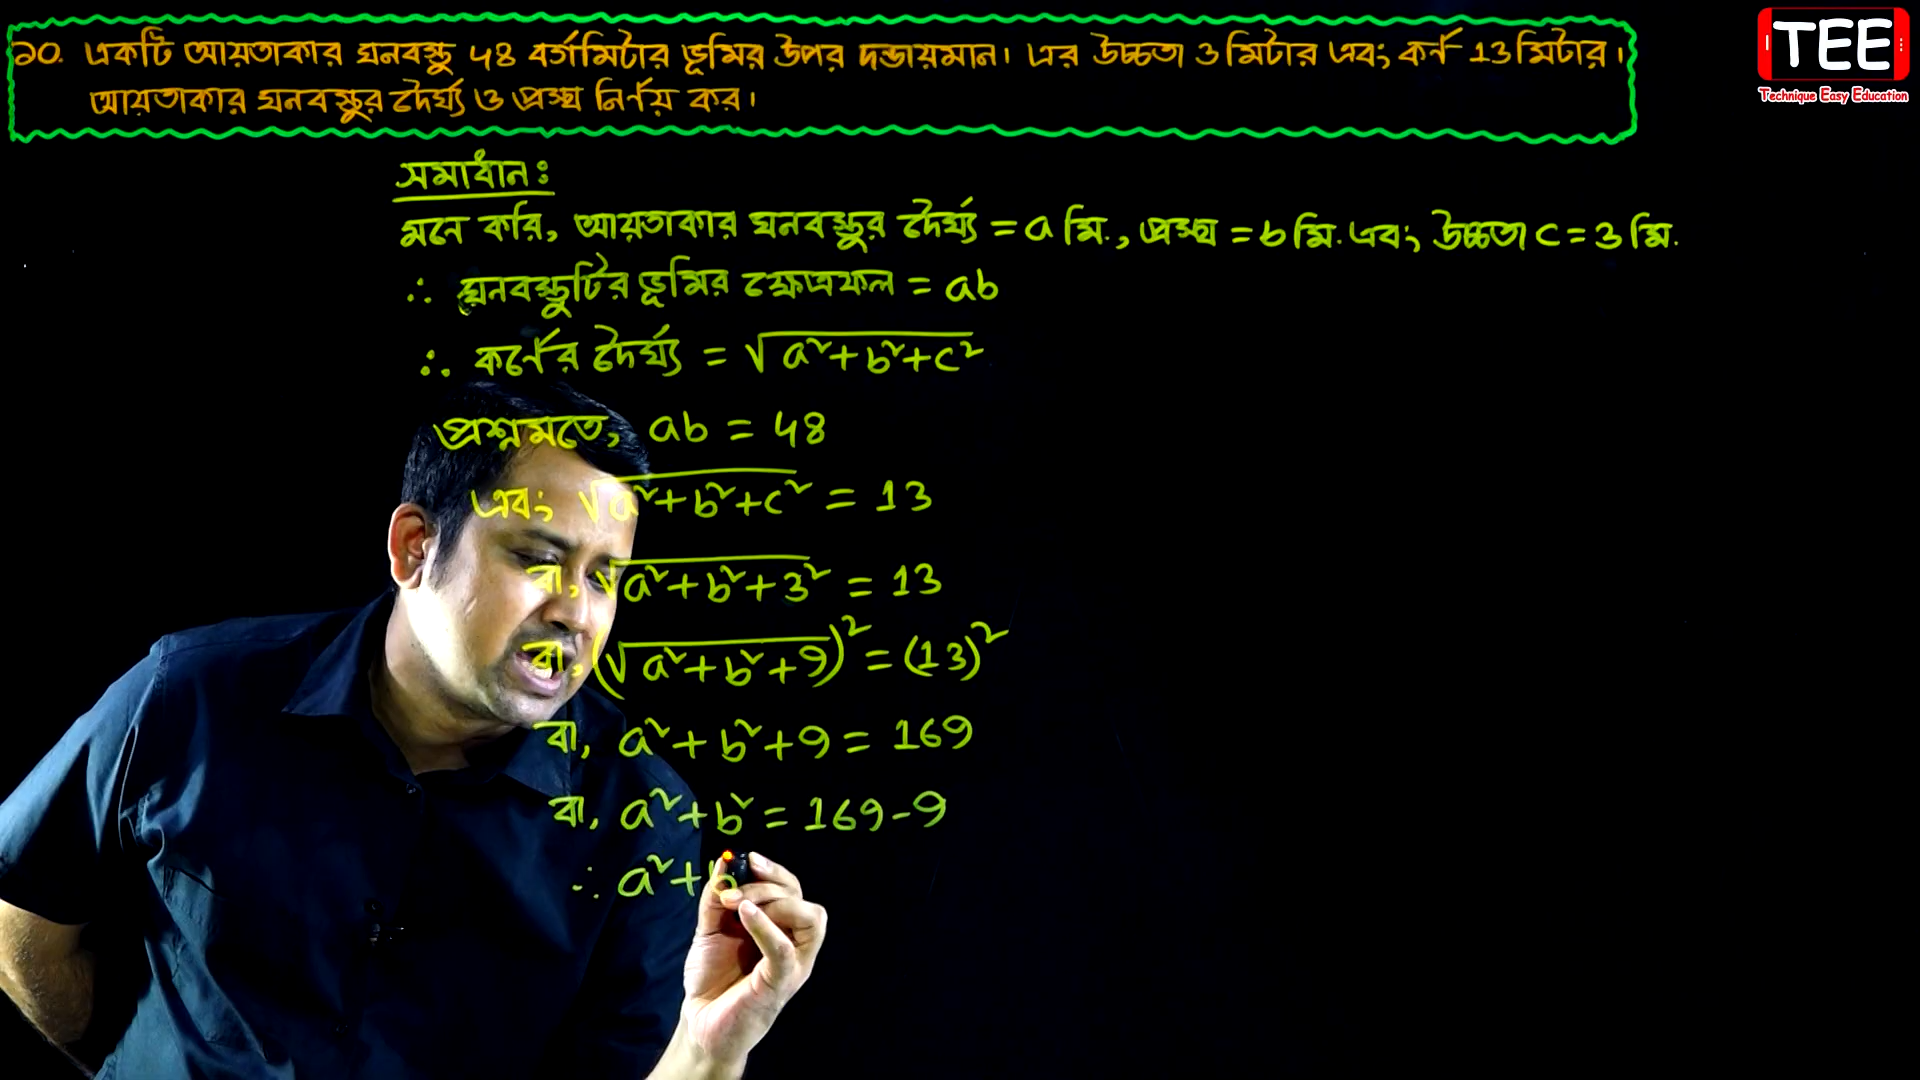 ১০. একটি আয়তাকার ঘনবস্তু 48 বর্গমিটার ভূমির উপর দন্ডায়মান। এর উচ্চতা 3 মিটার এবং কর্ণ 13 মিটার।
আয়তাকার ঘনবস্তুর দৈর্ঘ্য ও প্রস্থ নির্ণয় কর।
TEE
Technique Easy Education
সমাধান:
মনে করি, আয়তাকার ঘনবস্তুর দৈর্ঘ্য = a মি., প্রস্থ = b মি. এবং উচ্চতা c = 3 মি.
∴ ঘনবস্তুটির ভূমির ক্ষেত্রফল = ab
∴ কর্ণের দৈর্ঘ্য = √(a²+b²+c²)
প্রশ্নমতে, ab = 48
এবং √(a²+b²+c²) = 13
বা, √(a²+b²+3²) = 13
বা, (√(a²+b²+9))² = (13)²
বা, a²+b²+9 = 169
বা, a²+b² = 169-9
∴ a²+b